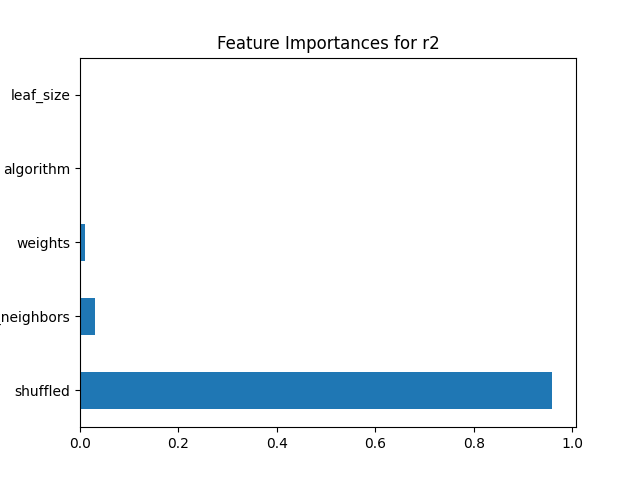 Feature Importances for r2
leaf_size
algorithm
weights
_neighbors
shuffled
0.0 0.2 0.4 0.6 0.8 1.0